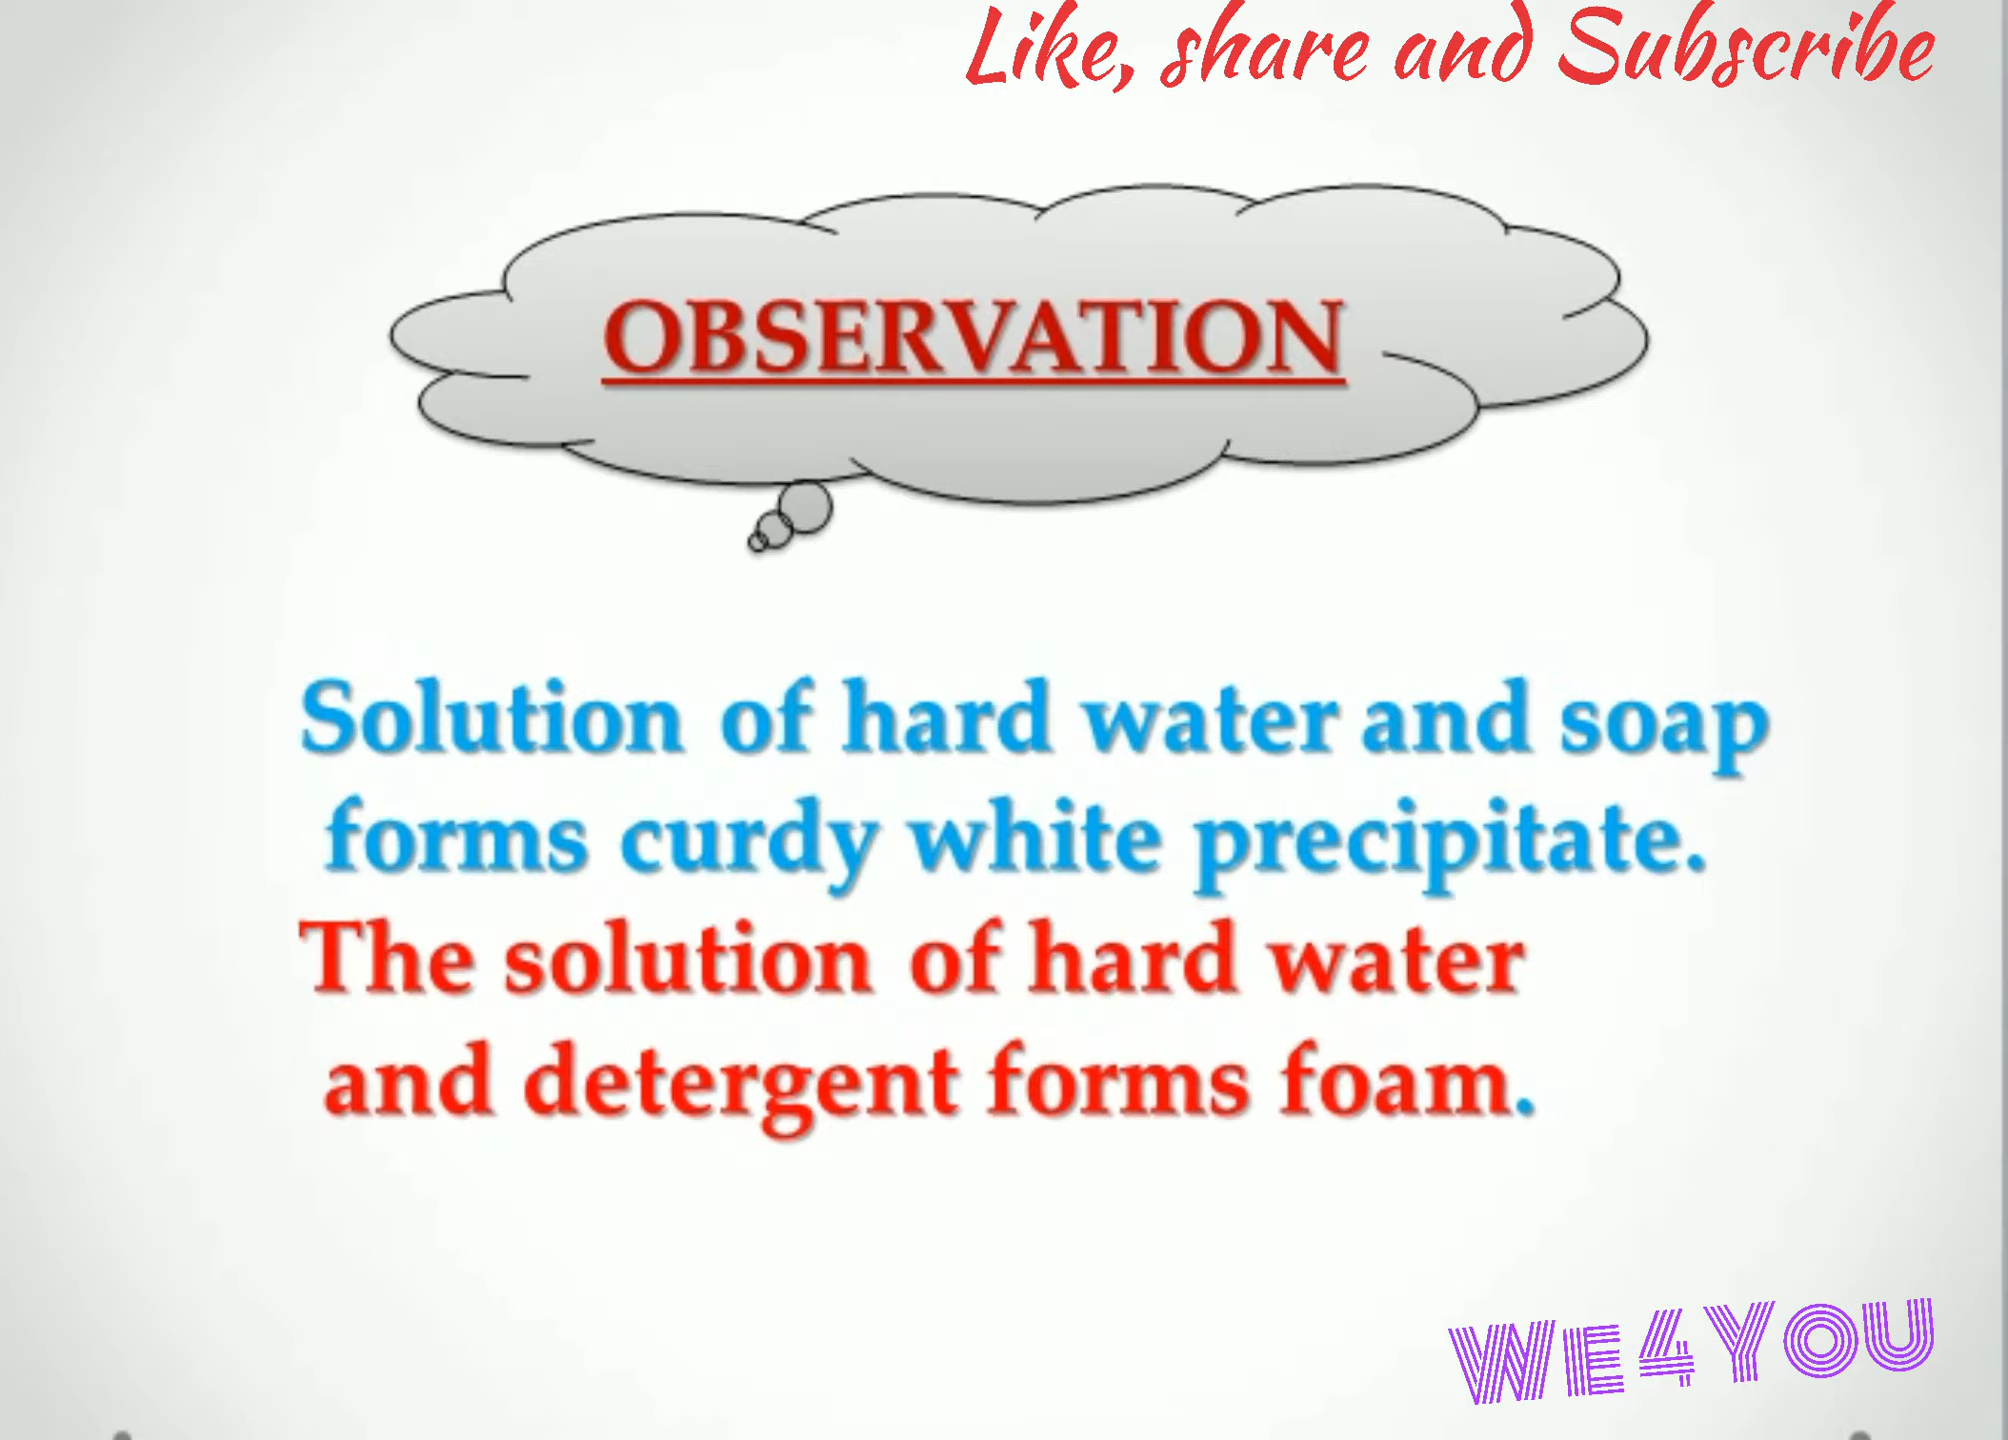 Like, share and Subscribe
OBSERVATION
Solution of hard water and soap
forms curdy white precipitate.
The solution of hard water
and detergent forms foam.
WE4YOU